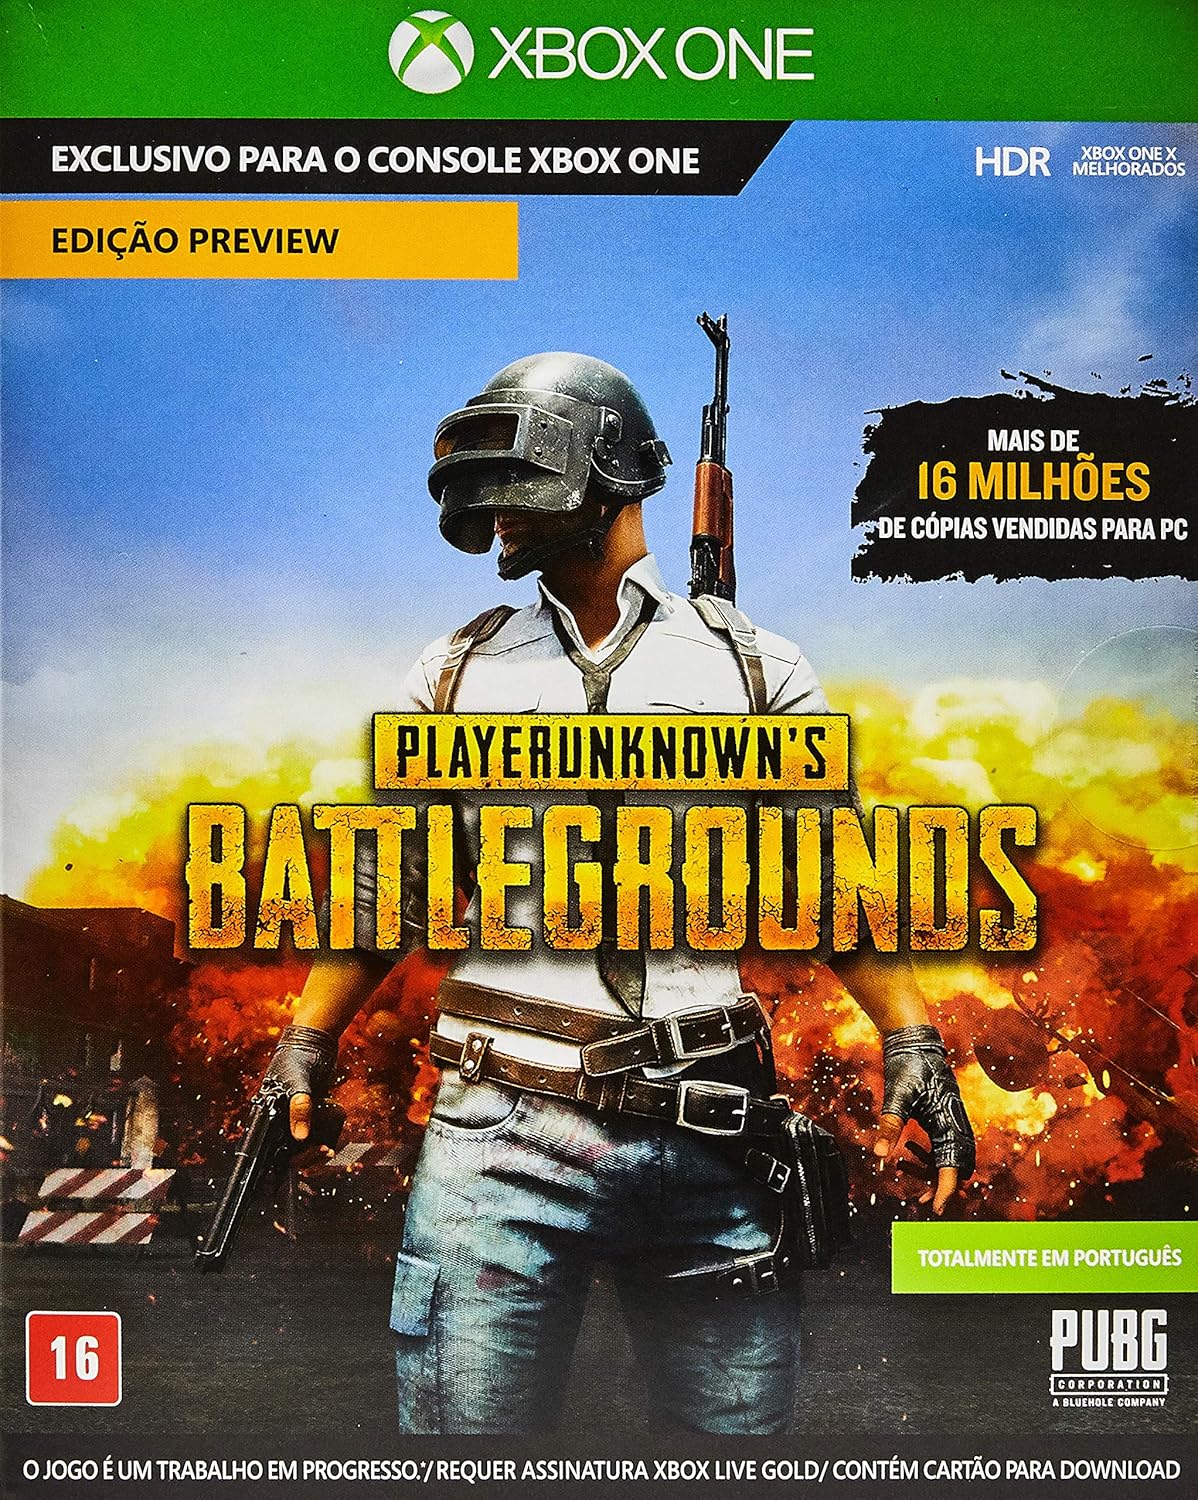 XBOX ONE
EXCLUSIVO PARA O CONSOLE XBOX ONE
HDR
XBOX ONE X
MELHORADOS
EDIÇÃO PREVIEW
MAIS DE
16 MILHÕES
DE CÓPIAS VENDIDAS PARA PC
PLAYERUNKNOWN'S
BATTLEGROUNDS
TOTALMENTE EM PORTUGUÊS
16
PUBG
CORPORATION
A BLUEHOLE COMPANY
O JOGO É UM TRABALHO EM PROGRESSO.*/ REQUER ASSINATURA XBOX LIVE GOLD/ CONTÉM CARTÃO PARA DOWNLOAD